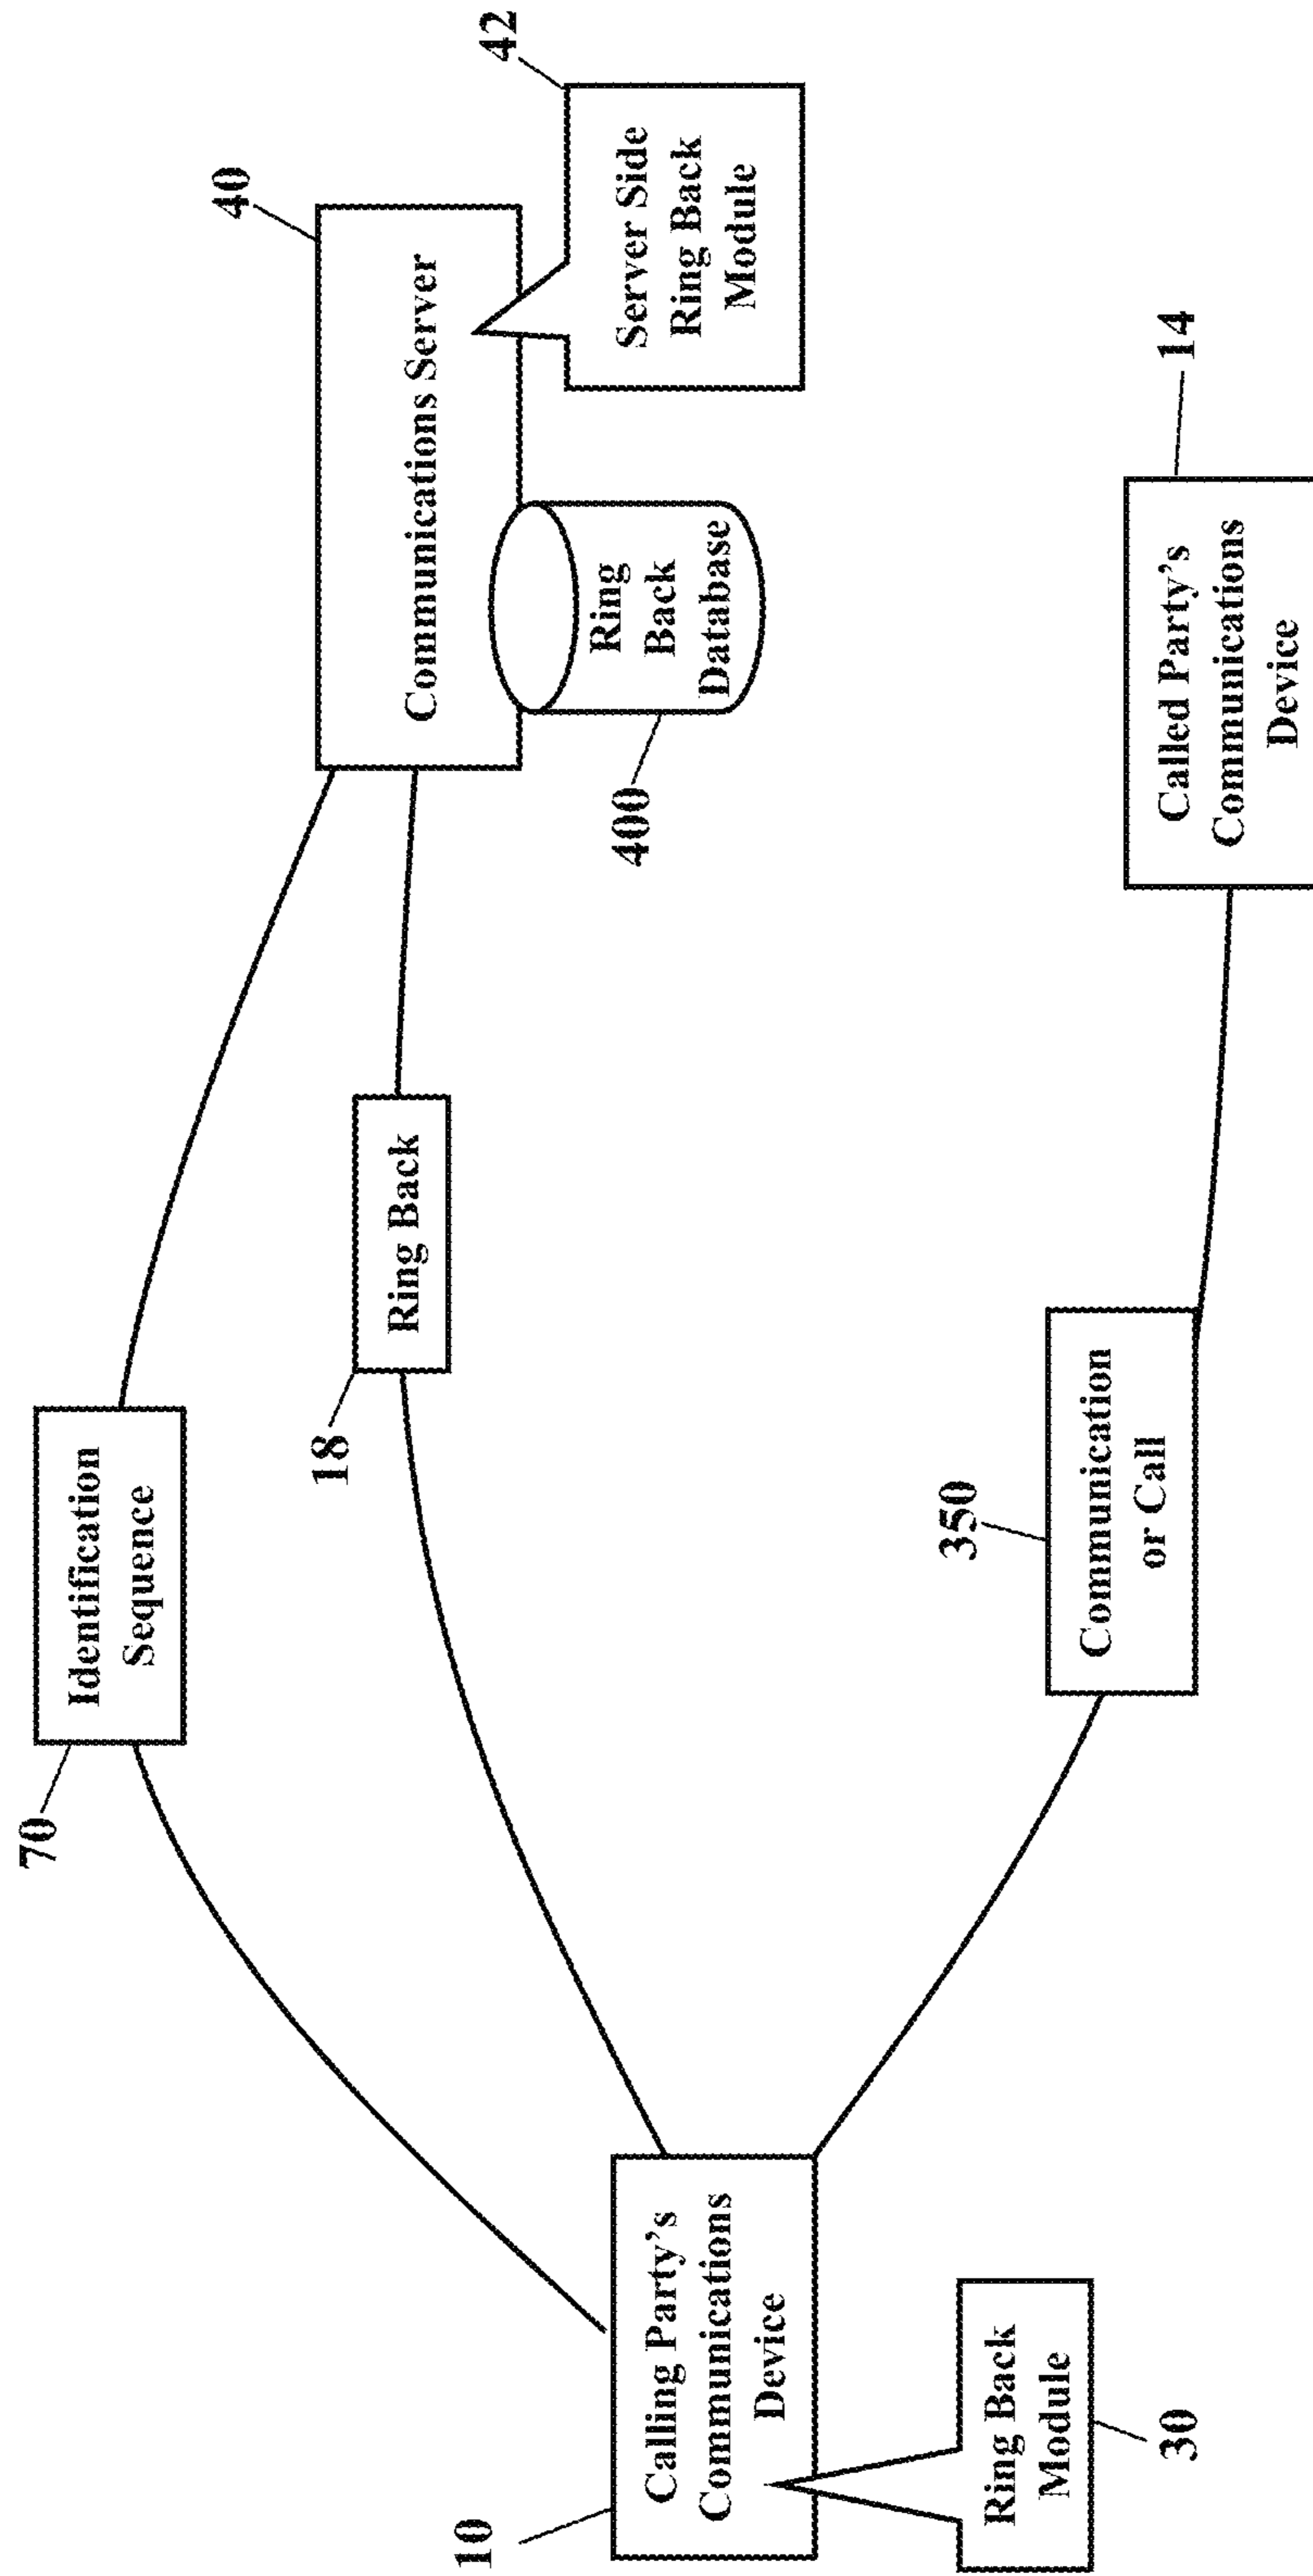 70
Identification
Sequence
40
Communications Server
42
Server Side
Ring Back
Module
18
Ring Back
400
Ring
Back
Database
10
Calling Party's
Communications
Device
Ring Back
Module
30
350
Communication
or Call
14
Called Party's
Communications
Device